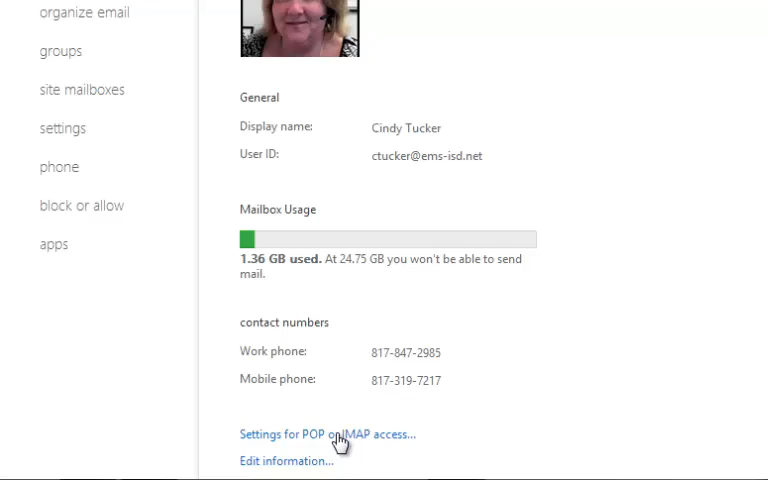 organize email
groups
site mailboxes
settings
phone
block or allow
apps
General
Display name: Cindy Tucker
User ID: ctucker@ems-isd.net
Mailbox Usage
1.36 GB used. At 24.75 GB you won't be able to send
mail.
contact numbers
Work phone: 817-847-2985
Mobile phone: 817-319-7217
Settings for POP or IMAP access...
Edit information...